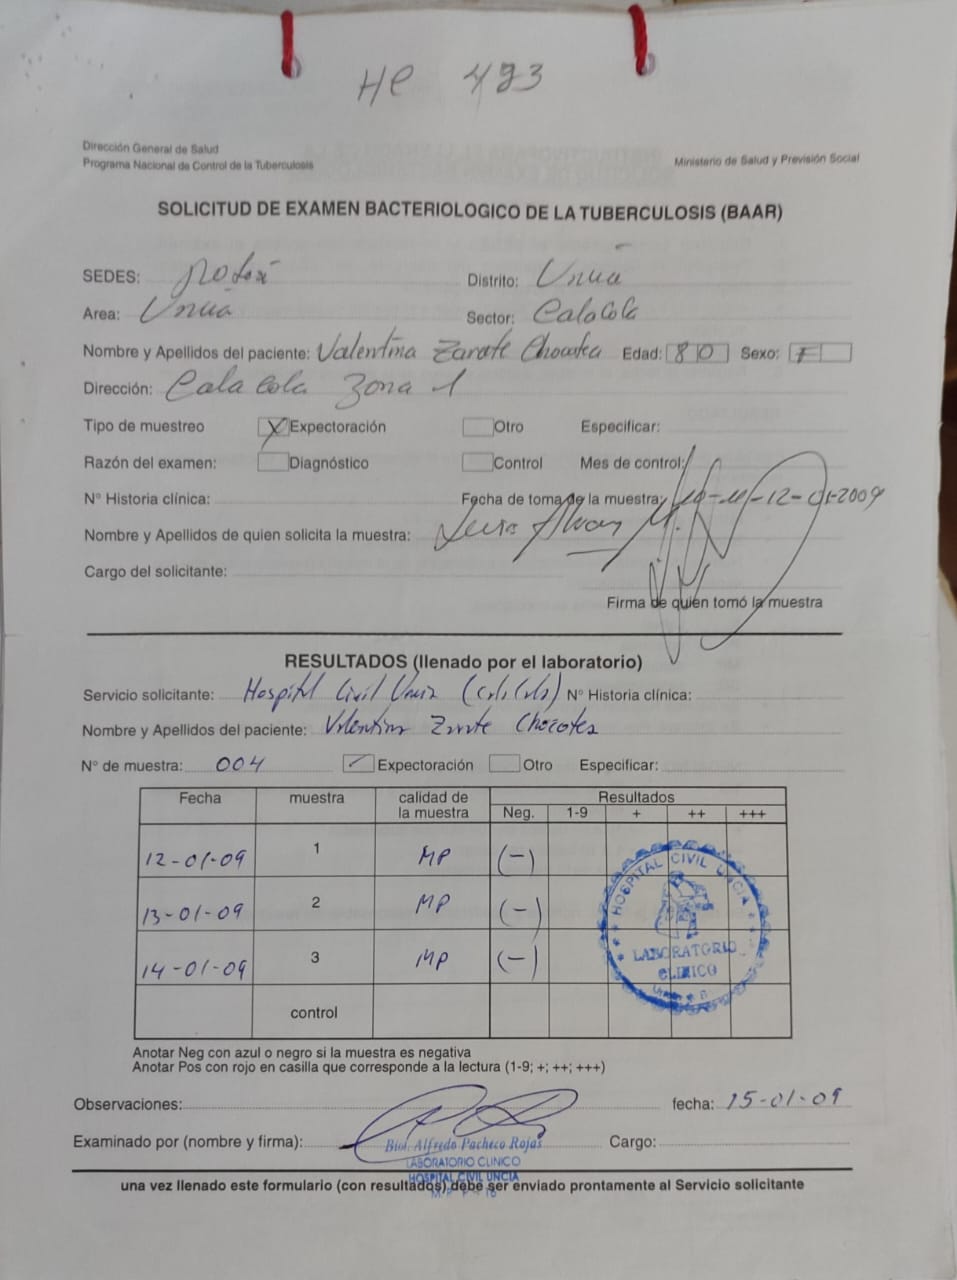 HC 493
Dirección General de Salud
Programa Nacional de Control de la Tuberculosis
Ministerio de Salud y Previsión Social
SOLICITUD DE EXAMEN BACTERIOLOGICO DE LA TUBERCULOSIS (BAAR)
SEDES: Potosí Distrito: Uncia
Area: Uncia Sector: Cala Cala
Nombre y Apellidos del paciente: Valentina Zarate Chocotea Edad: 80 Sexo: F
Dirección: Cala Cala Zona 1
Tipo de muestreo X Expectoración Otro Especificar:
Razón del examen: Diagnóstico Control Mes de control:
N° Historia clínica: Fecha de toma de la muestra: -12-01-2009
Nombre y Apellidos de quien solicita la muestra:
Cargo del solicitante:
Firma de quien tomó la muestra
RESULTADOS (llenado por el laboratorio)
Servicio solicitante: Hospital Civil Uncia (Cala Cala) N° Historia clínica:
Nombre y Apellidos del paciente: Valentina Zarate Chocotea
N° de muestra: 004 ✓ Expectoración Otro Especificar:
Fecha muestra calidad de la muestra Resultados
Neg. 1-9 + ++ +++
12-01-09 1 MP (-)
13-01-09 2 MP (-)
14-01-09 3 MP (-)
control
HOSPITAL CIVIL UNCIA
LABORATORIO
CLINICO
Anotar Neg con azul o negro si la muestra es negativa
Anotar Pos con rojo en casilla que corresponde a la lectura (1-9; +; ++; +++)
Observaciones: fecha: 15-01-09
Examinado por (nombre y firma): Cargo:
Alfredo Pacheco Rojas
LABORATORIO CLINICO
HOSPITAL CIVIL UNCIA
una vez llenado este formulario (con resultados) debe ser enviado prontamente al Servicio solicitante